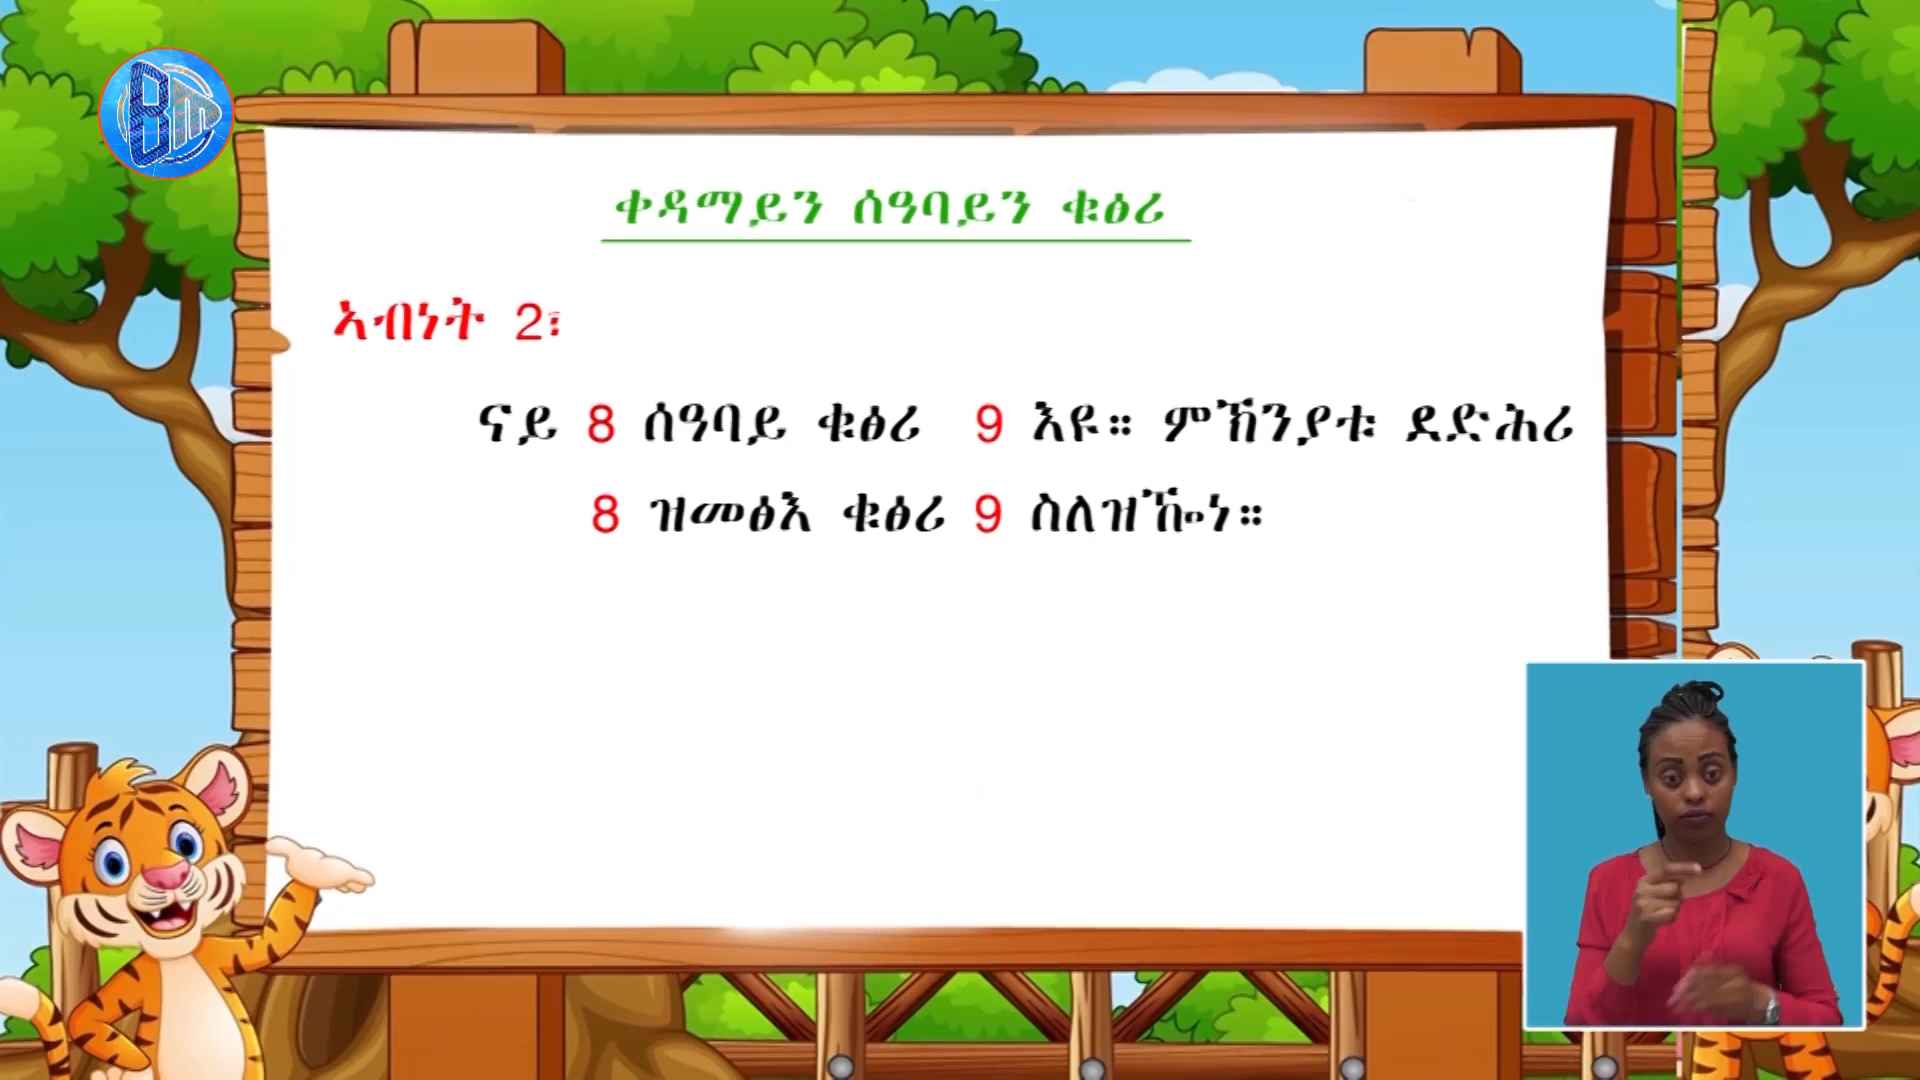 ቀዳማይን ሰዓባይን ቁፅሪ
ኣብነት 2፣
ናይ 8 ሰዓባይ ቁፅሪ 9 እዩ። ምኽንያቱ ደድሕሪ
8 ዝመፅእ ቁፅሪ 9 ስለዝኾነ።